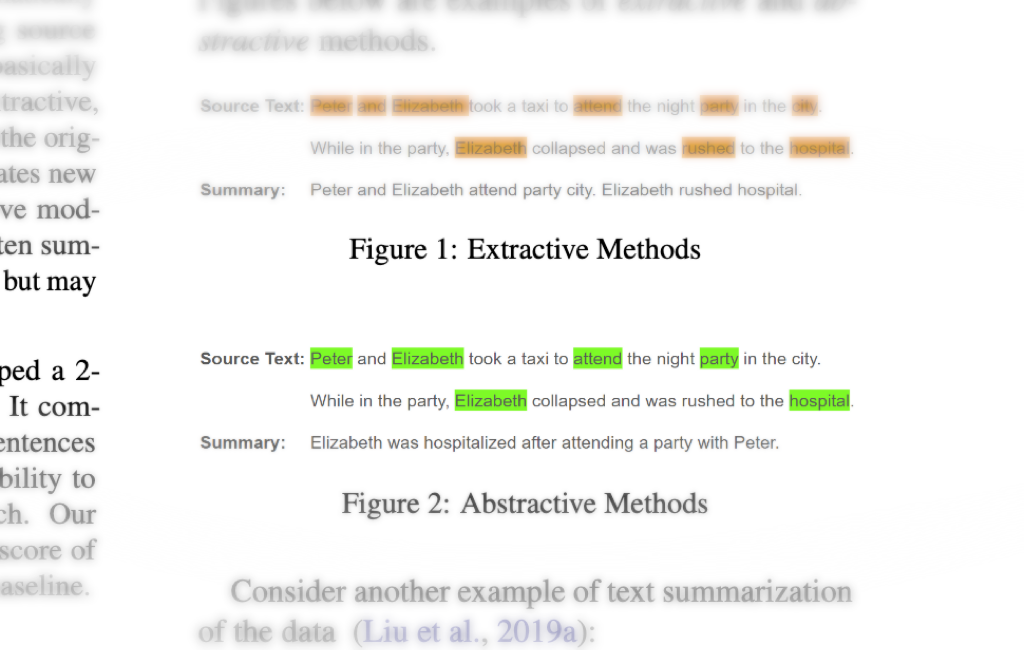 source
basically
tractive,
the orig-
ates new
ve mod-
ten sum-
but may
ped a 2-
It com-
entences
bility to
ch. Our
score of
aseline.
Figures below are examples of extractive and ab-
stractive methods.
Source Text: Peter and Elizabeth took a taxi to attend the night party in the city.
While in the party, Elizabeth collapsed and was rushed to the hospital.
Summary: Peter and Elizabeth attend party city. Elizabeth rushed hospital.
Figure 1: Extractive Methods
Source Text: Peter and Elizabeth took a taxi to attend the night party in the city.
While in the party, Elizabeth collapsed and was rushed to the hospital.
Summary: Elizabeth was hospitalized after attending a party with Peter.
Figure 2: Abstractive Methods
Consider another example of text summarization
of the data (Liu et al., 2019a):